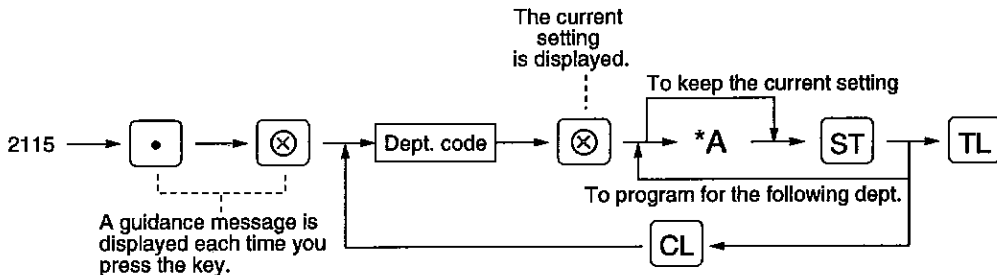 The current
setting
is displayed.
To keep the current setting
2115
Dept. code
*A
ST
TL
To program for the following dept.
A guidance message is
displayed each time you
press the key.
CL